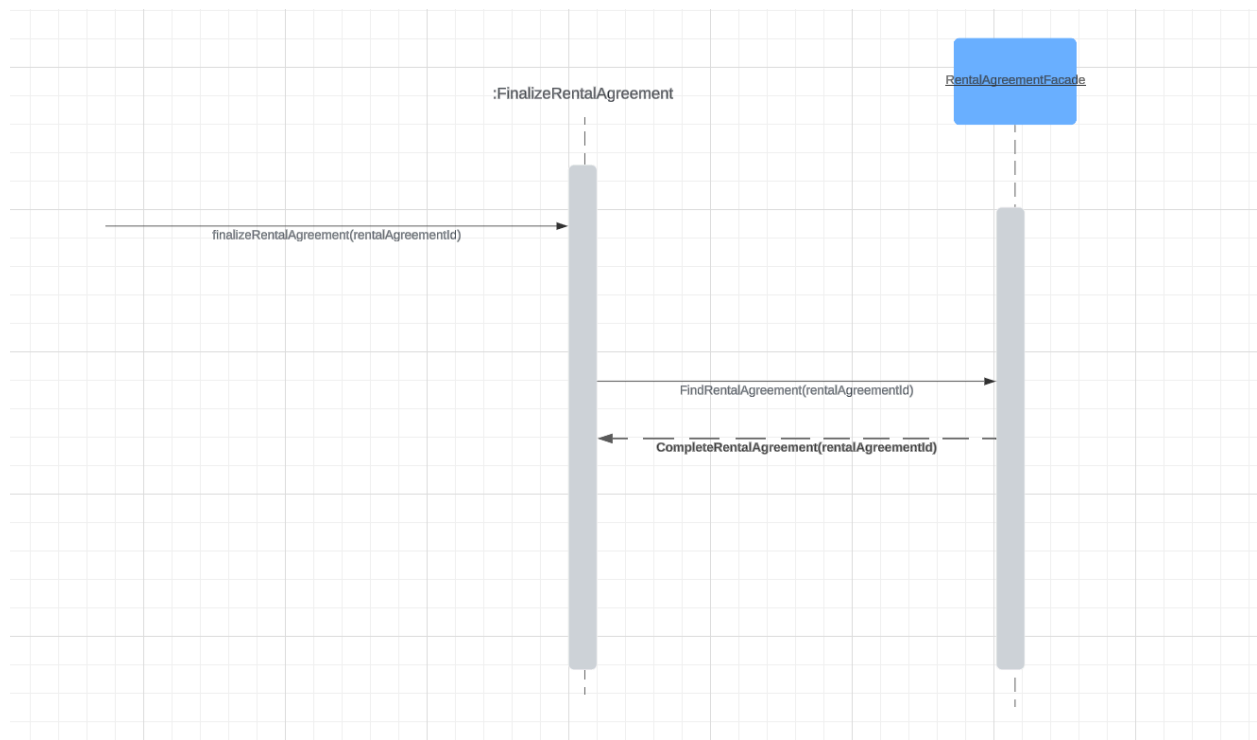 RentalAgreementFacade
:FinalizeRentalAgreement
finalizeRentalAgreement(rentalAgreementId)
FindRentalAgreement(rentalAgreementId)
CompleteRentalAgreement(rentalAgreementId)